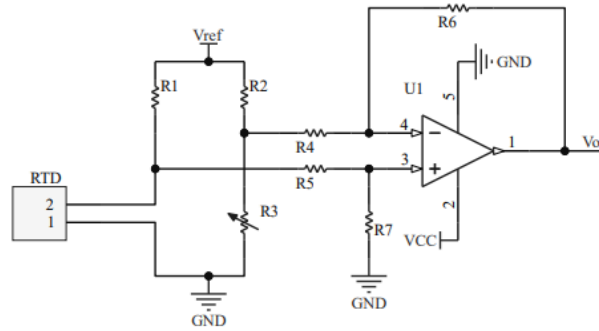 R6
Vref
R1
R2
U1
GND
5
4
1
Vo
R4
3
R5
RTD
2
1
R3
R7
2
VCC
GND
GND